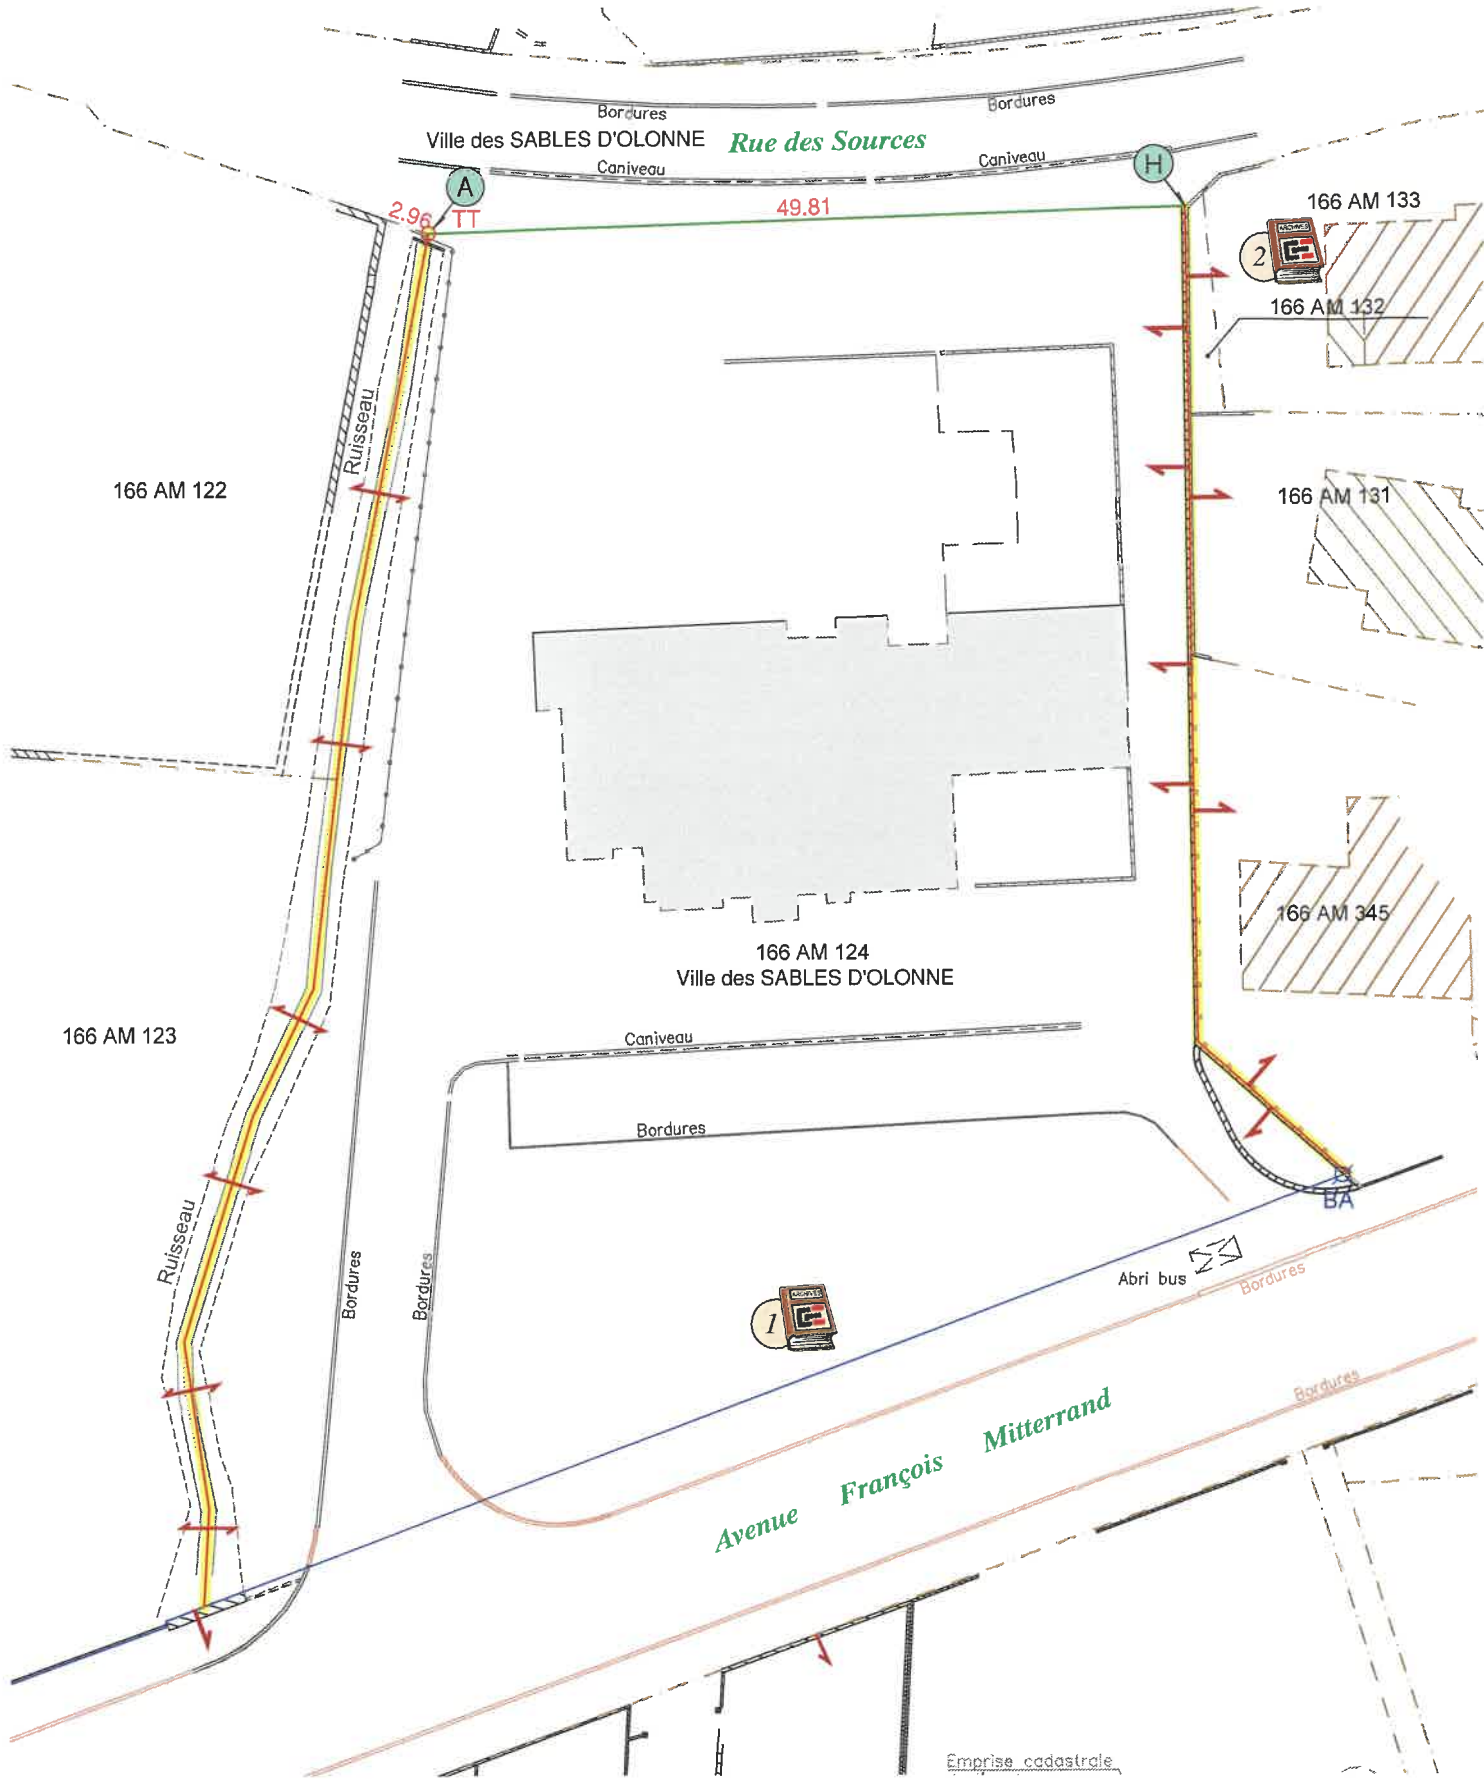 Bordures
Bordures
Ville des SABLES D'OLONNE
Rue des Sources
Caniveau
Caniveau
A
H
2.96
TT
49.81
166 AM 133
ARCHIVES
2
166 AM 132
Ruisseau
166 AM 122
166 AM 131
166 AM 345
166 AM 124
Ville des SABLES D'OLONNE
166 AM 123
Caniveau
Bordures
BA
Ruisseau
Bordures
Bordures
Abri bus
Bordures
ARCHIVES
1
Bordures
Avenue François Mitterrand
Emprise cadastrale